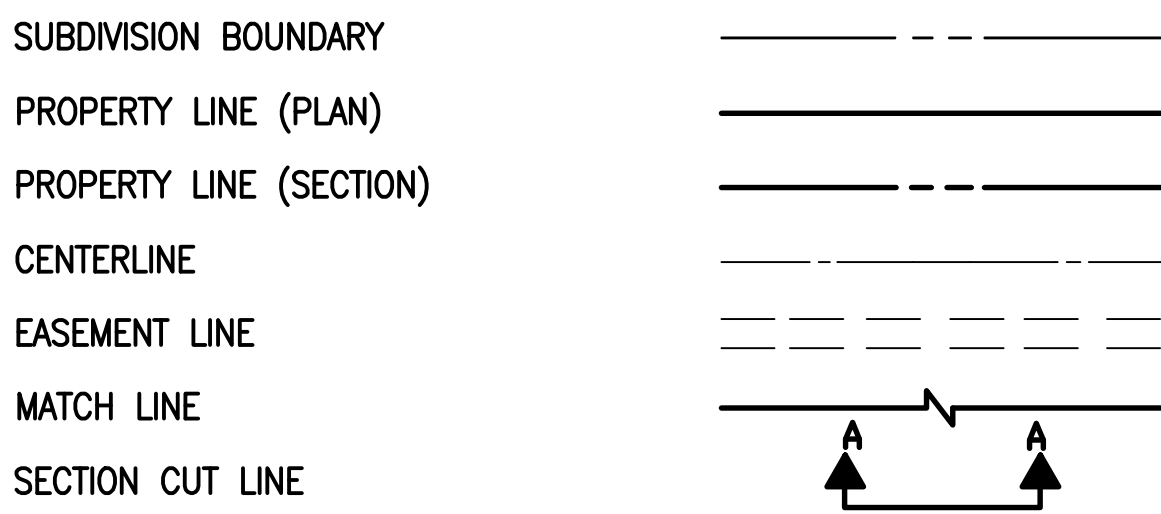 SUBDIVISION BOUNDARY
PROPERTY LINE (PLAN)
PROPERTY LINE (SECTION)
CENTERLINE
EASEMENT LINE
MATCH LINE
A A
SECTION CUT LINE